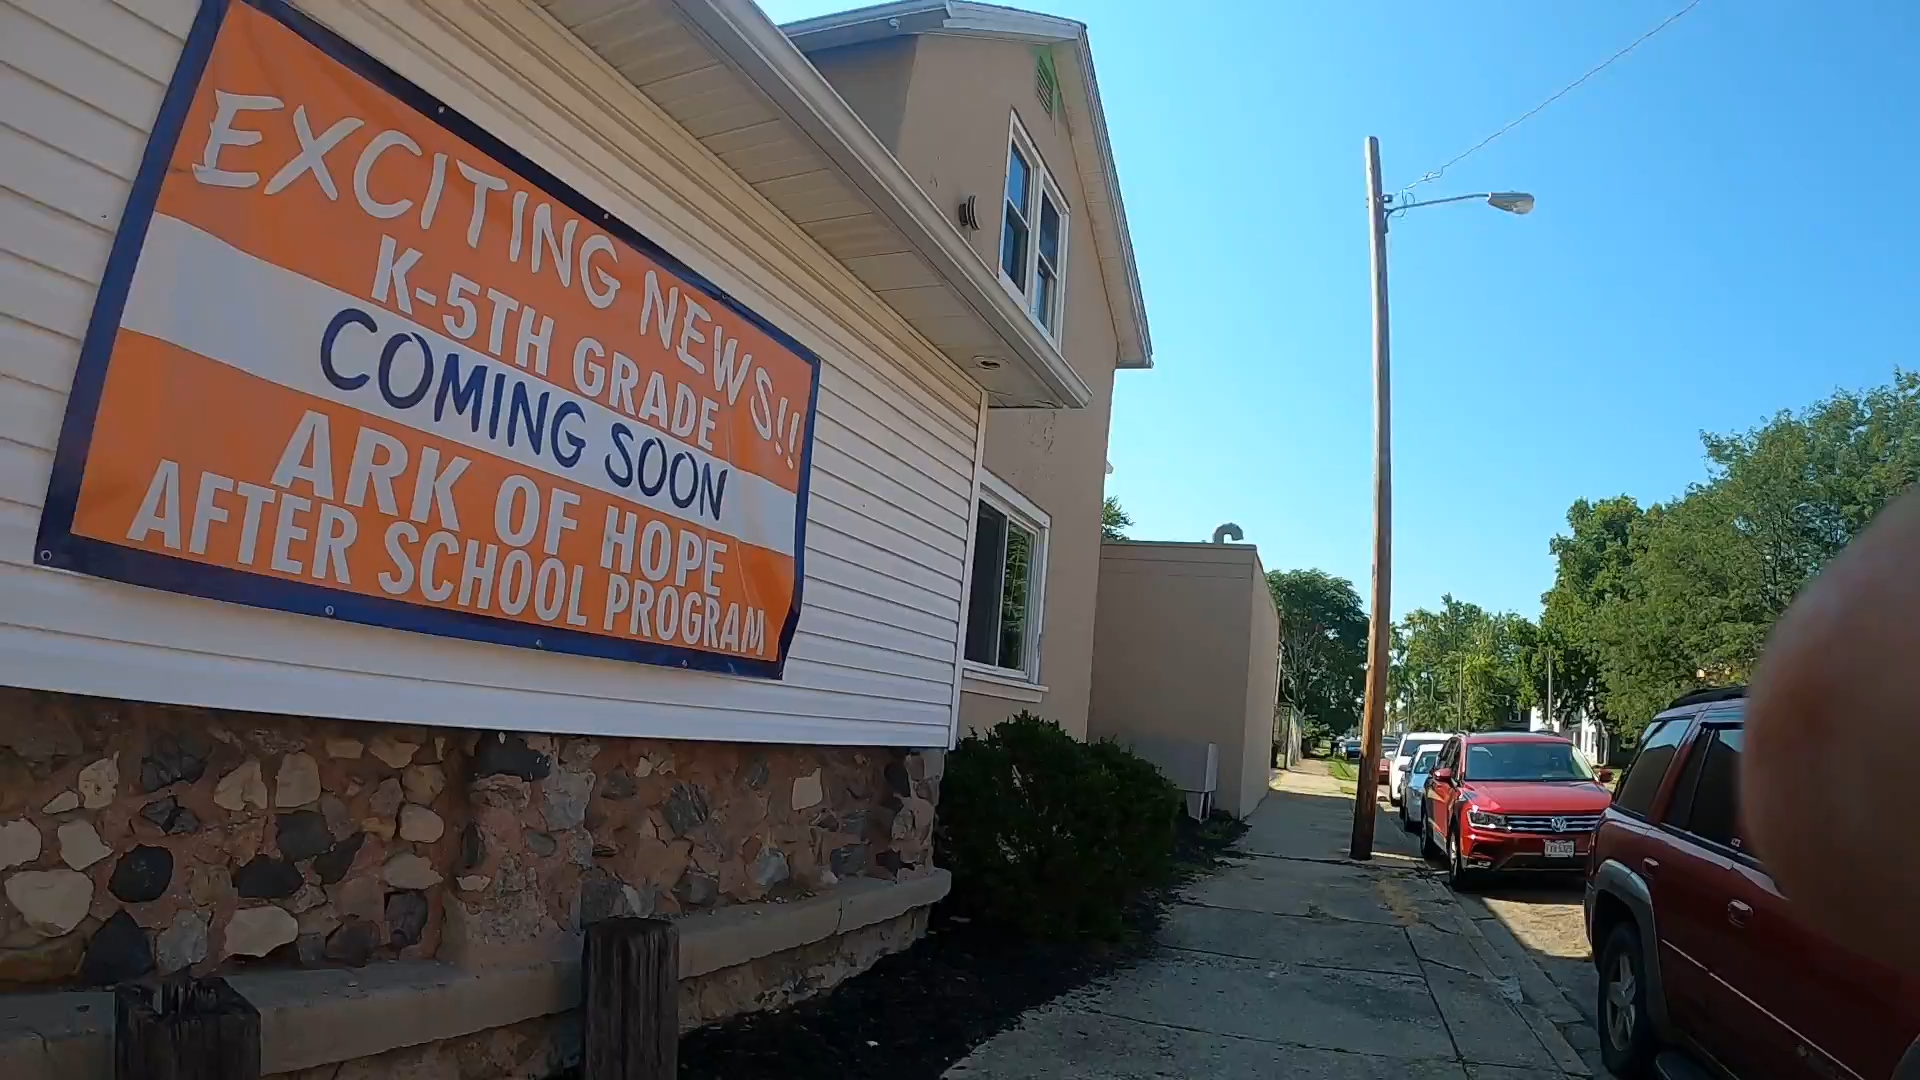 EXCITING NEWS!!
K-5TH GRADE
COMING SOON
ARK OF HOPE
AFTER SCHOOL PROGRAM